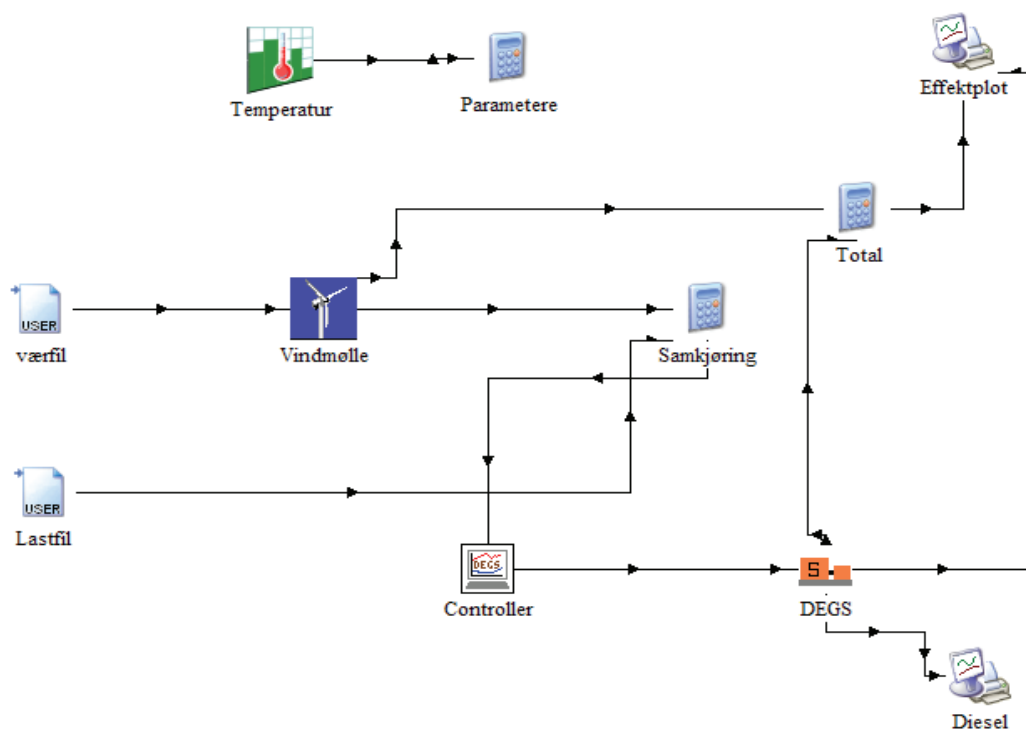 Temperatur
Parametere
Effektplot
Total
USER
værfil
Vindmølle
Samkjøring
USER
Lastfil
DEGS
Controller
S
DEGS
Diesel